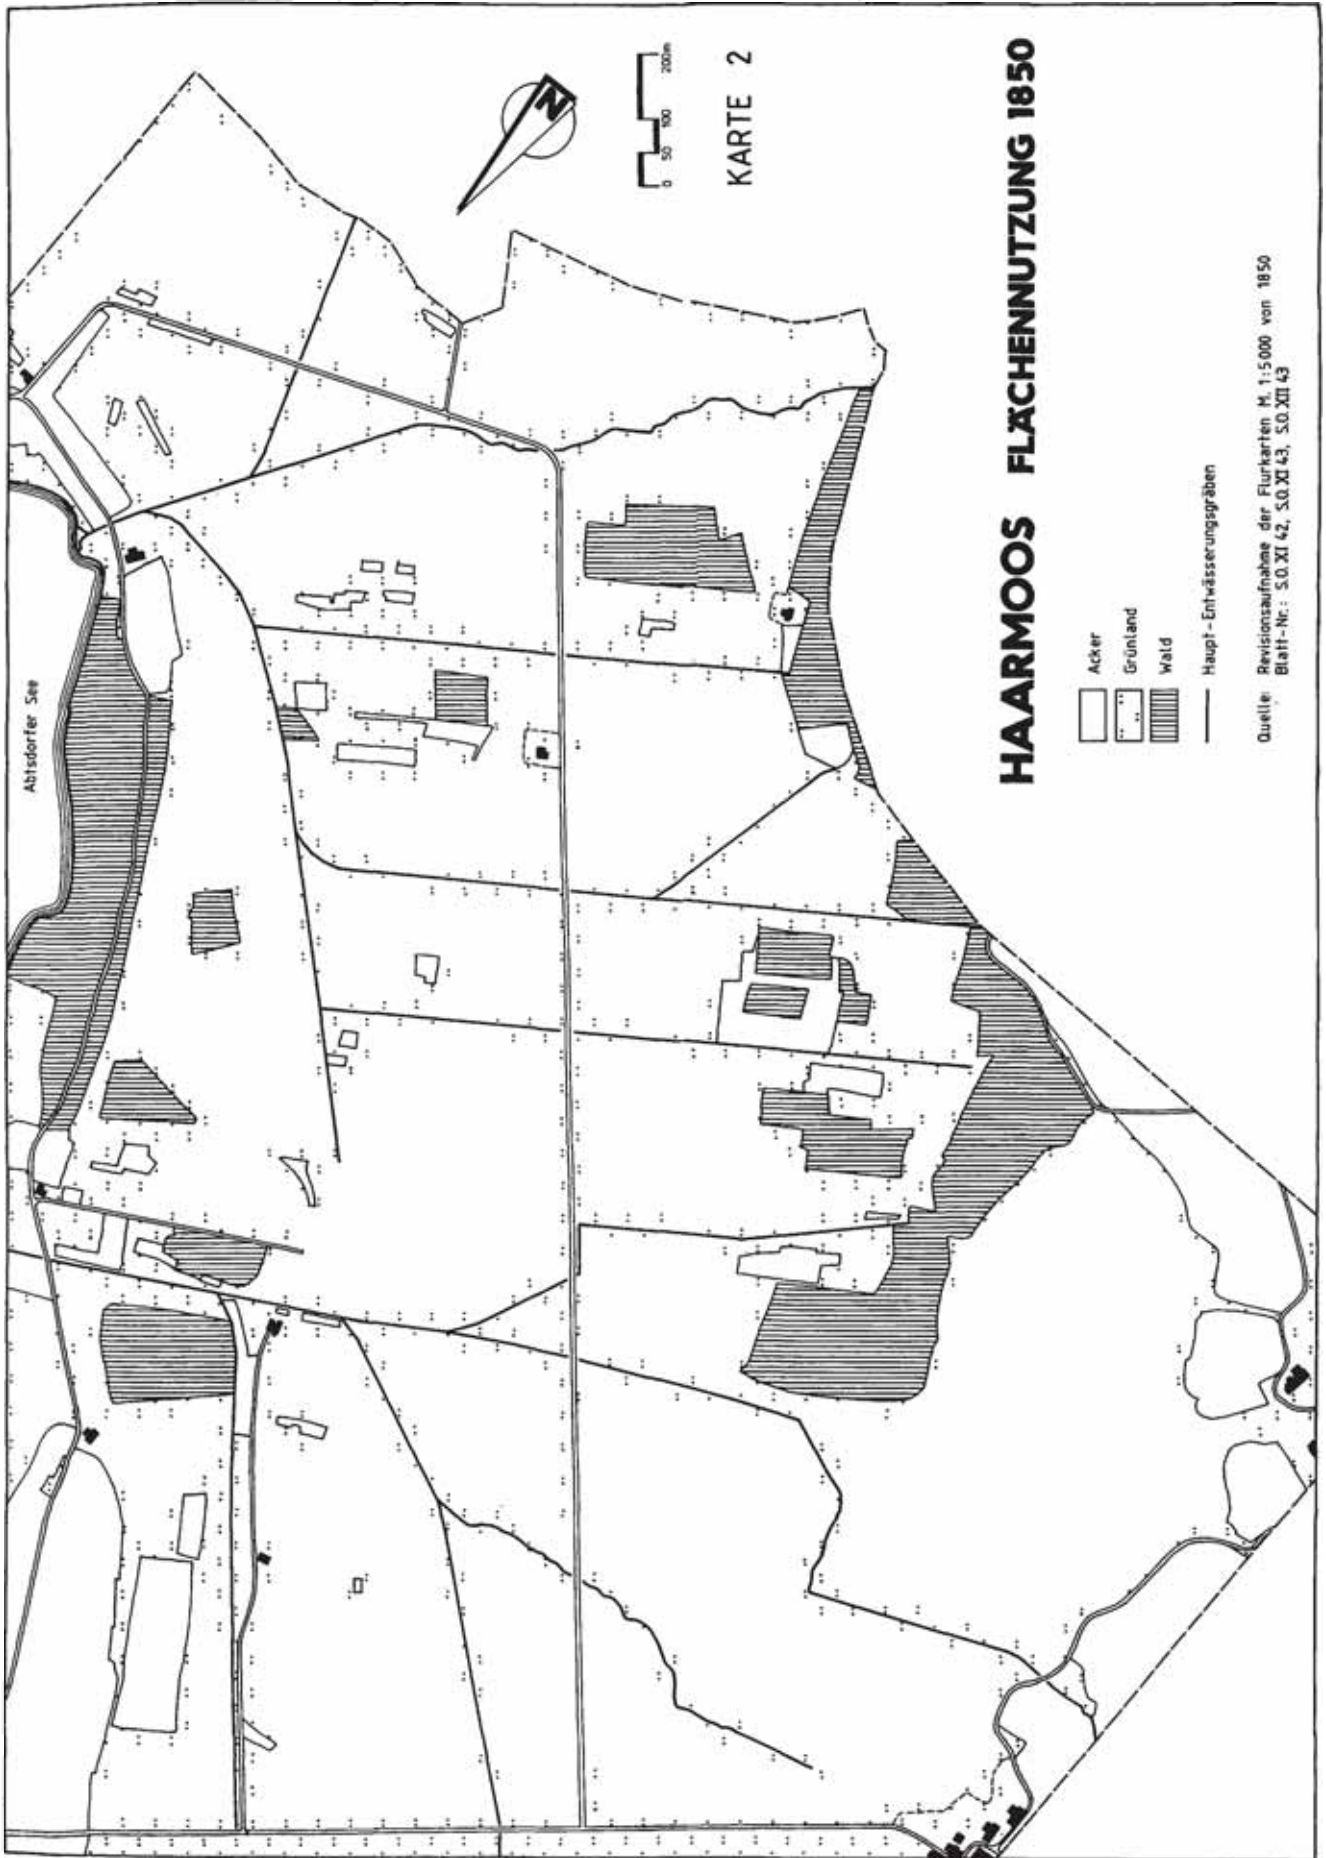 Abtsdorfer See
N
0 50 100 200m
KARTE 2
HAARMOOS FLÄCHENNUTZUNG 1850
Acker
Grünland
Wald
Haupt-Entwässerungsgräben
Quelle: Revisionsaufnahme der Flurkarten M. 1:5000 von 1850
Blatt-Nr.: S.O. XI 42, S.O. XI 43, S.O. XII 43